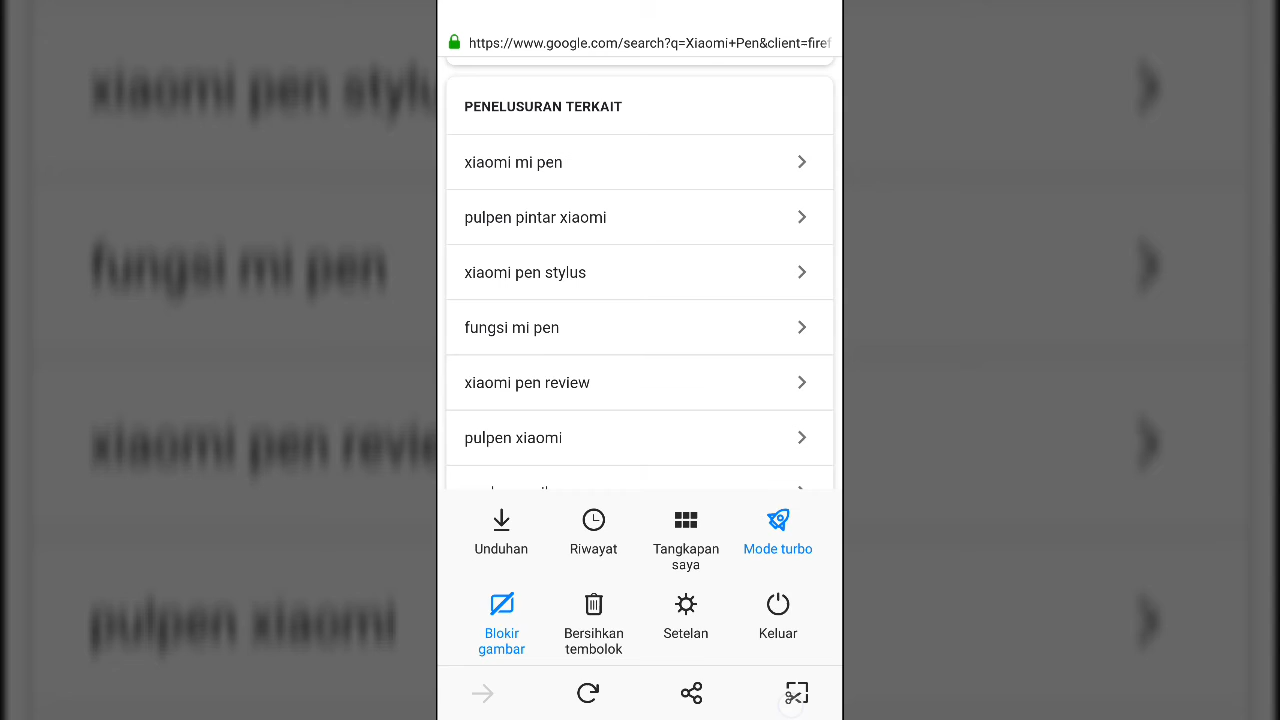 https://www.google.com/search?q=Xiaomi+Pen&client=firef
PENELUSURAN TERKAIT
xiaomi mi pen
pulpen pintar xiaomi
xiaomi pen stylus
fungsi mi pen
xiaomi pen review
pulpen xiaomi
Unduhan
Riwayat
Tangkapan
saya
Mode turbo
Blokir
gambar
Bersihkan
tembolok
Setelan
Keluar
xiaomi pen stylu
fungsi mi pen
xiaomi pen revie
pulpen xiaomi